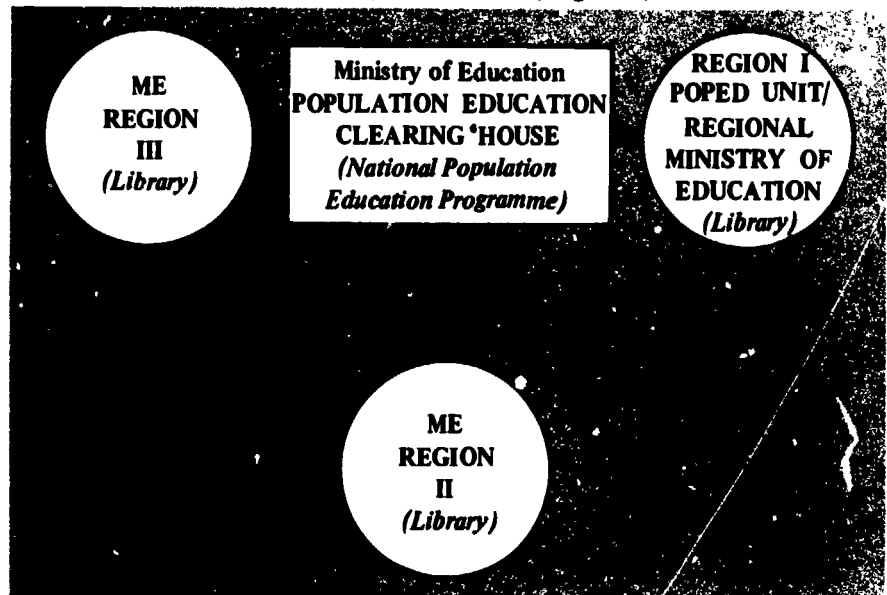 ME
REGION
III
(Library)
Ministry of Education
POPULATION EDUCATION
CLEARING HOUSE
(National Population
Education Programme)
REGION I
POPED UNIT/
REGIONAL
MINISTRY OF
EDUCATION
(Library)
ME
REGION
II
(Library)